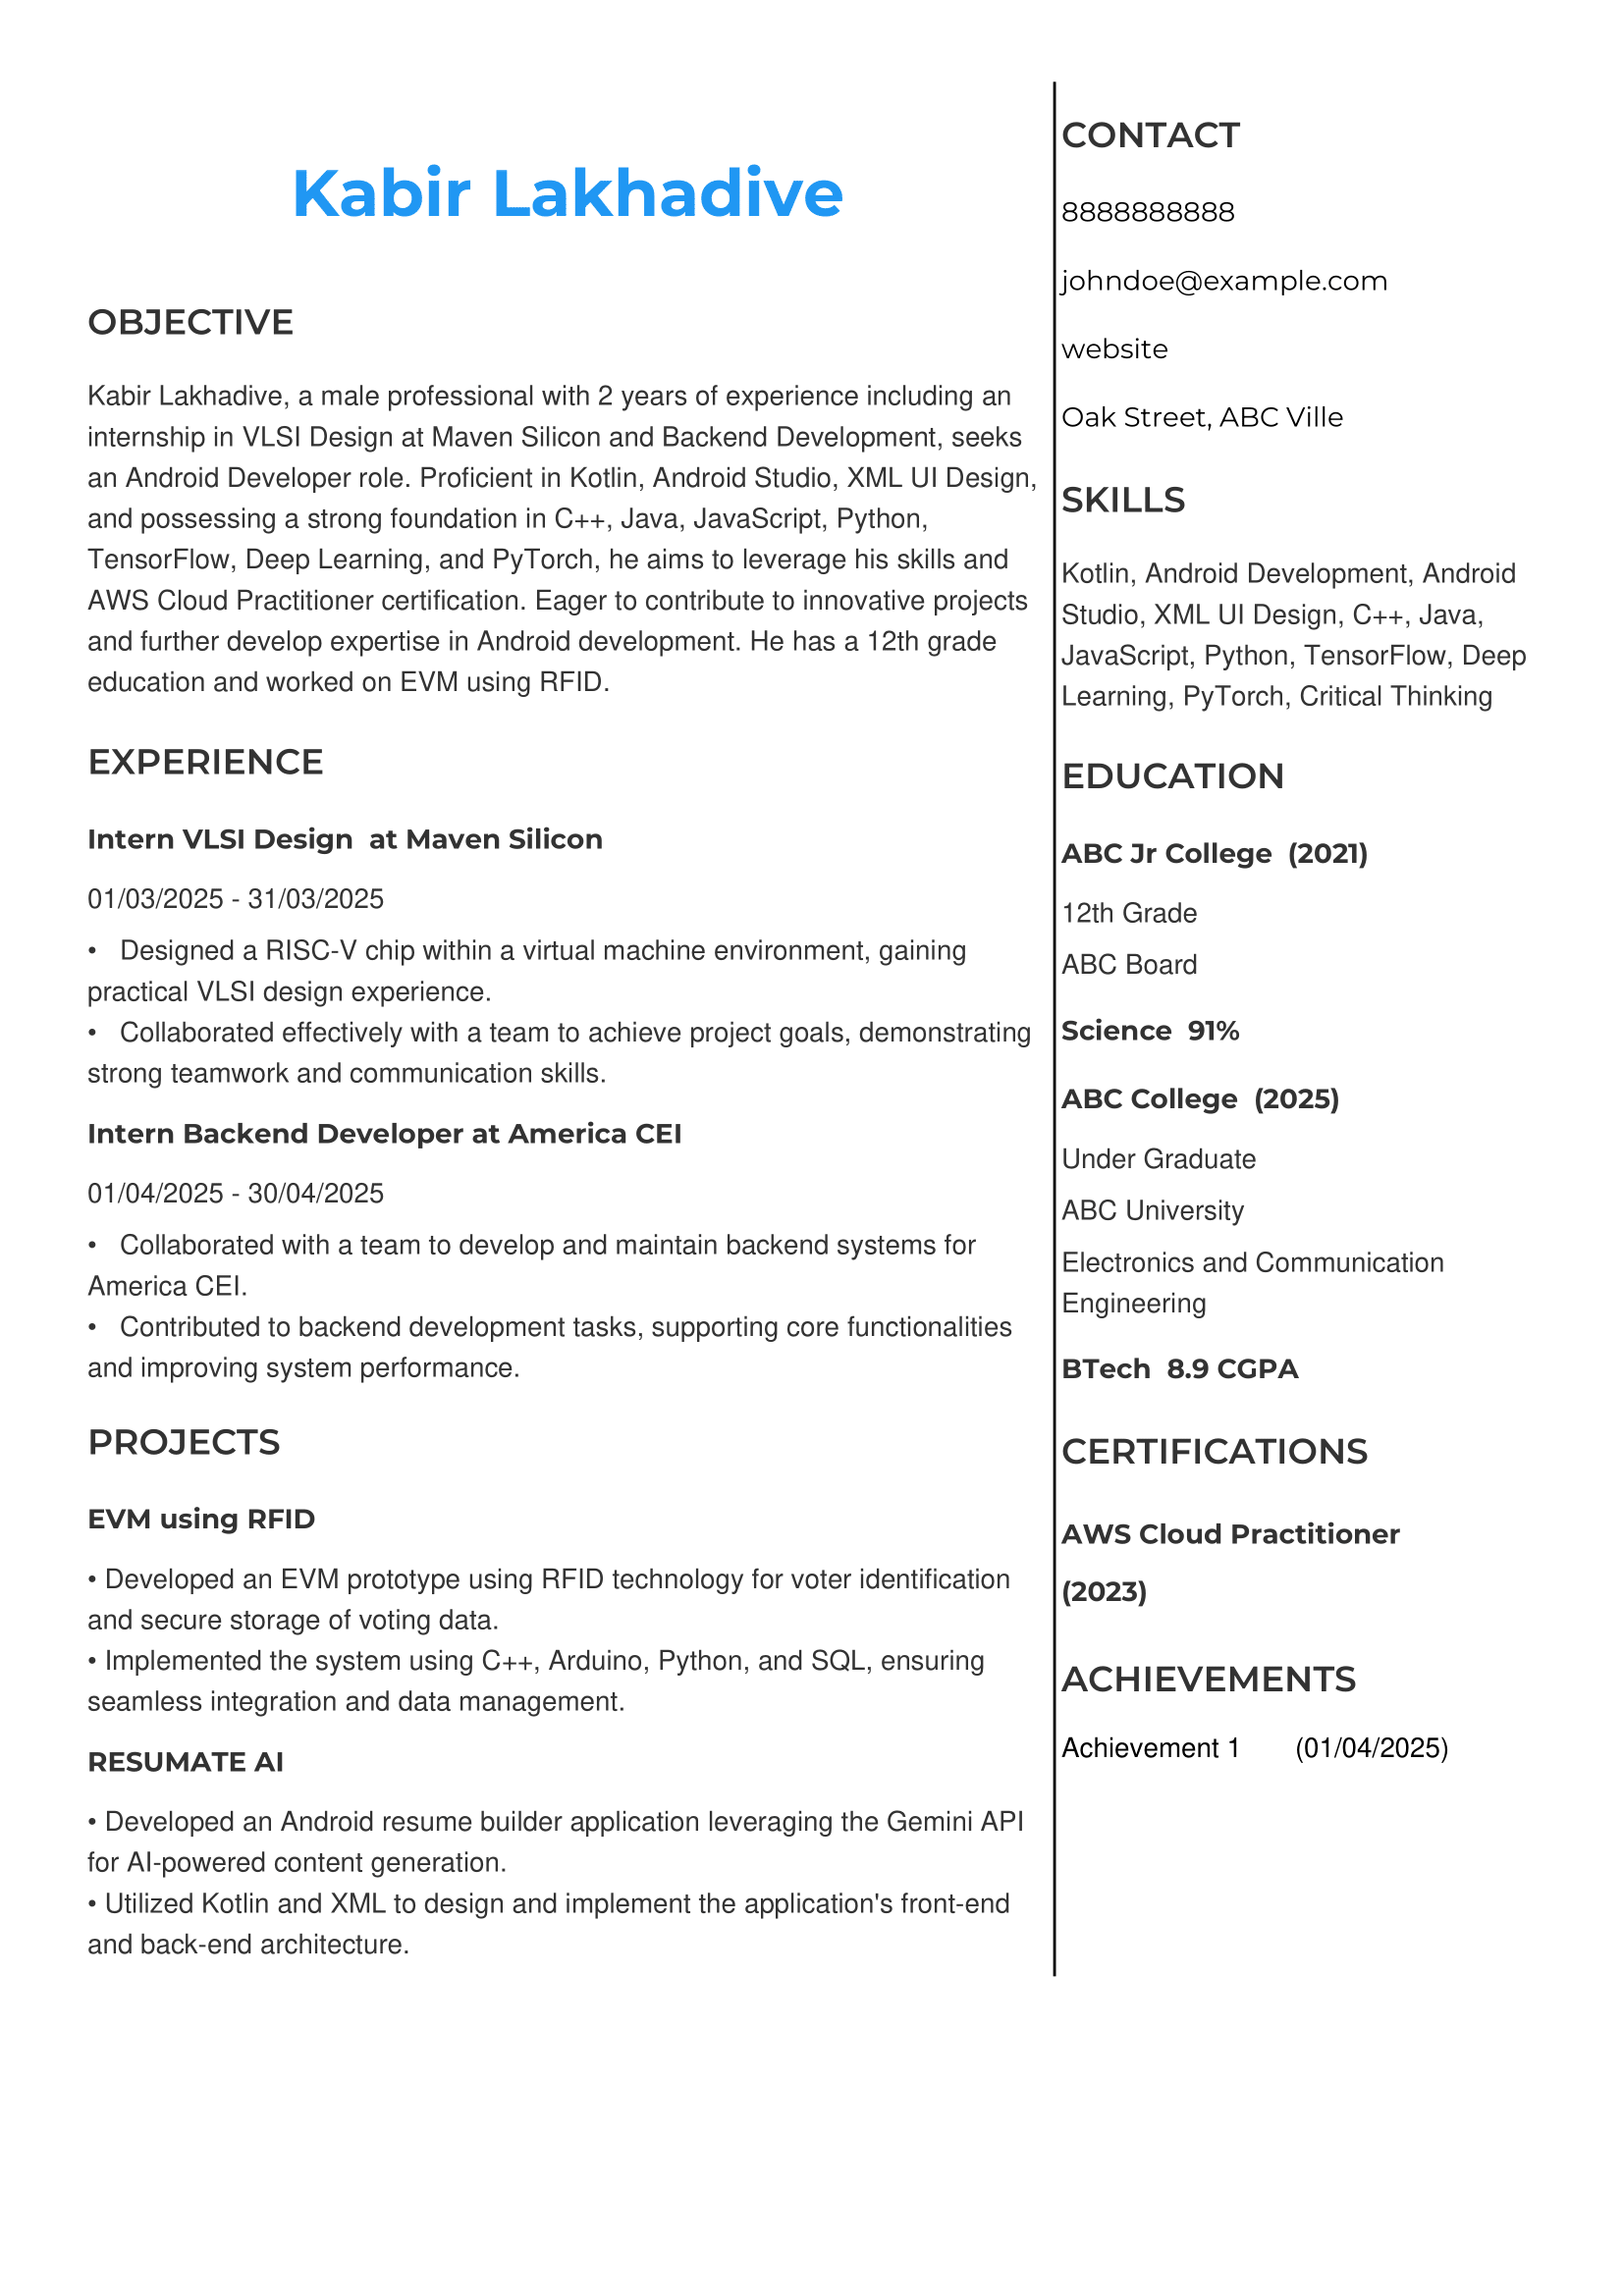 Kabir Lakhadive
OBJECTIVE
Kabir Lakhadive, a male professional with 2 years of experience including an
internship in VLSI Design at Maven Silicon and Backend Development, seeks
an Android Developer role. Proficient in Kotlin, Android Studio, XML UI Design,
and possessing a strong foundation in C++, Java, JavaScript, Python,
TensorFlow, Deep Learning, and PyTorch, he aims to leverage his skills and
AWS Cloud Practitioner certification. Eager to contribute to innovative projects
and further develop expertise in Android development. He has a 12th grade
education and worked on EVM using RFID.
EXPERIENCE
Intern VLSI Design  at Maven Silicon
01/03/2025 - 31/03/2025
•   Designed a RISC-V chip within a virtual machine environment, gaining
practical VLSI design experience.
•   Collaborated effectively with a team to achieve project goals, demonstrating
strong teamwork and communication skills.
Intern Backend Developer at America CEI
01/04/2025 - 30/04/2025
•   Collaborated with a team to develop and maintain backend systems for
America CEI.
•   Contributed to backend development tasks, supporting core functionalities
and improving system performance.
PROJECTS
EVM using RFID
• Developed an EVM prototype using RFID technology for voter identification
and secure storage of voting data.
• Implemented the system using C++, Arduino, Python, and SQL, ensuring
seamless integration and data management.
RESUMATE AI
• Developed an Android resume builder application leveraging the Gemini API
for AI-powered content generation.
• Utilized Kotlin and XML to design and implement the application's front-end
and back-end architecture.
CONTACT
8888888888
johndoe@example.com
website
Oak Street, ABC Ville
SKILLS
Kotlin, Android Development, Android
Studio, XML UI Design, C++, Java,
JavaScript, Python, TensorFlow, Deep
Learning, PyTorch, Critical Thinking
EDUCATION
ABC Jr College  (2021)
12th Grade
ABC Board
Science  91%
ABC College  (2025)
Under Graduate
ABC University
Electronics and Communication
Engineering
BTech  8.9 CGPA
CERTIFICATIONS
AWS Cloud Practitioner
(2023)
ACHIEVEMENTS
Achievement 1 (01/04/2025)